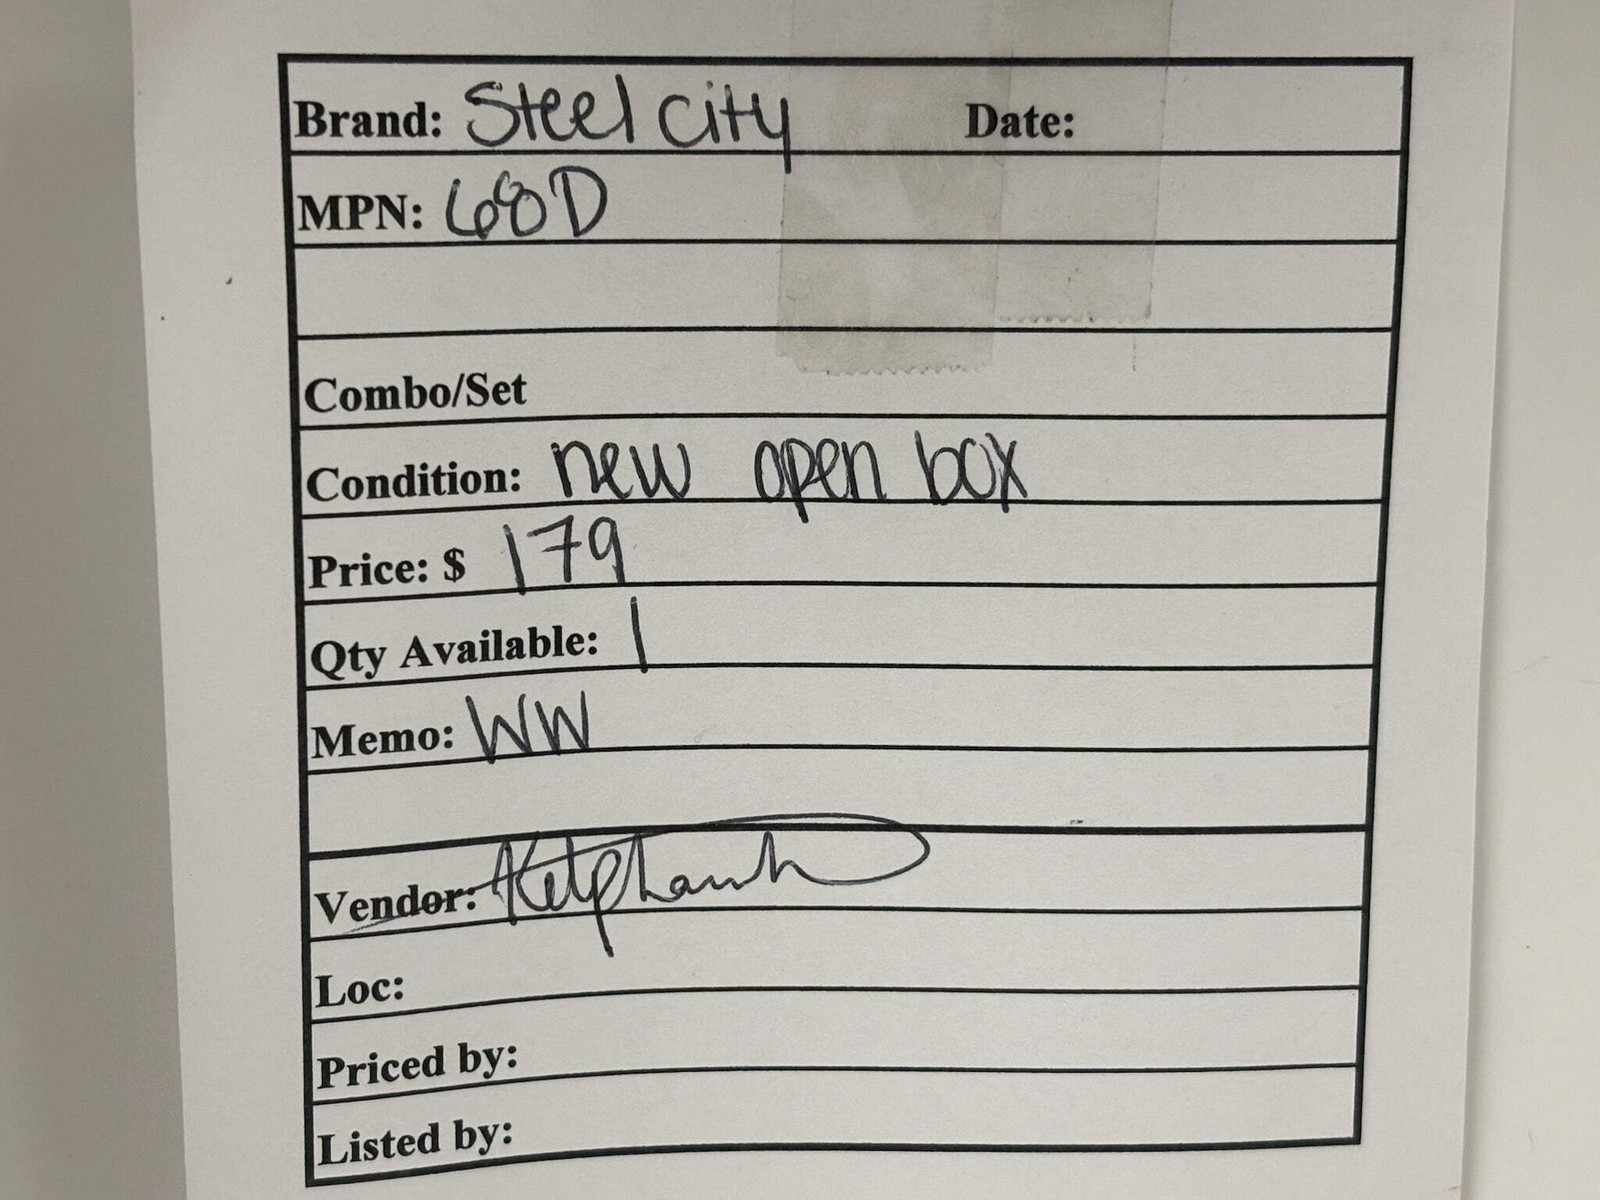 Brand: Steel city Date:
MPN: 68D
Combo/Set
Condition: new open box
Price: $ 179
Qty Available: 1
Memo: WW
Vendor:
Loc:
Priced by:
Listed by: